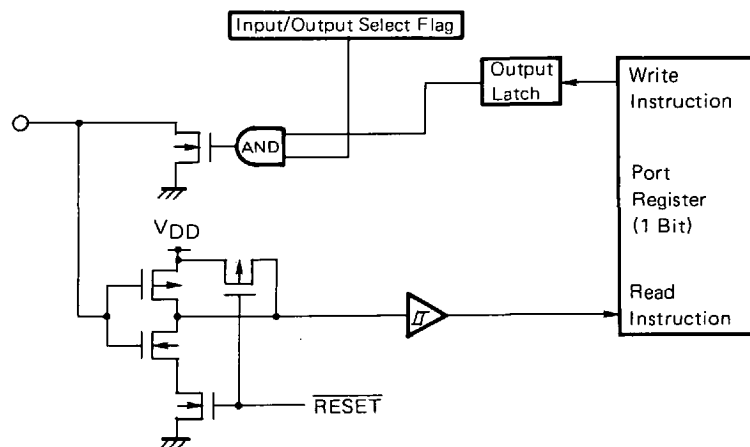 Input/Output Select Flag
Output
Latch
Write
Instruction
AND
Port
Register
(1 Bit)
VDD
Read
Instruction
RESET